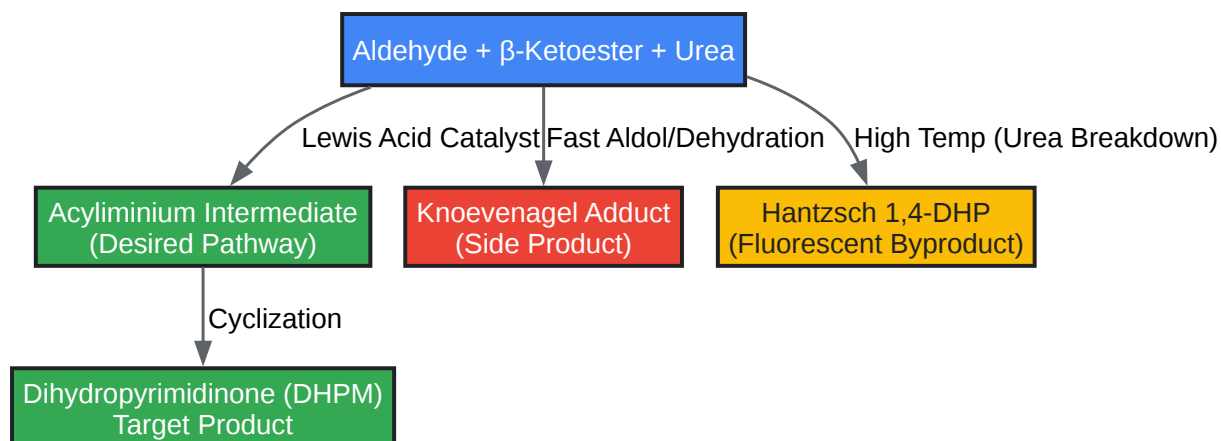 Aldehyde + β-Ketoester + Urea
Lewis Acid Catalyst
Fast Aldol/Dehydration
High Temp (Urea Breakdown)
Acyliminium Intermediate
(Desired Pathway)
Knoevenagel Adduct
(Side Product)
Hantzsch 1,4-DHP
(Fluorescent Byproduct)
Cyclization
Dihydropyrimidinone (DHPM)
Target Product